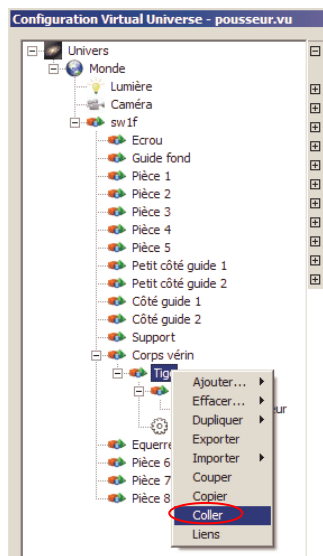 Configuration Virtual Universe - pousseur.vu
Univers
Monde
Lumière
Caméra
sw1f
Ecrou
Guide fond
Pièce 1
Pièce 2
Pièce 3
Pièce 4
Pièce 5
Petit côté guide 1
Petit côté guide 2
Côté guide 1
Côté guide 2
Support
Corps vérin
Tige
Ajouter...
Effacer...
Dupliquer
Exporter
Importer
Couper
Copier
Coller
Liens
eur
Equerre
Pièce 6
Pièce 7
Pièce 8